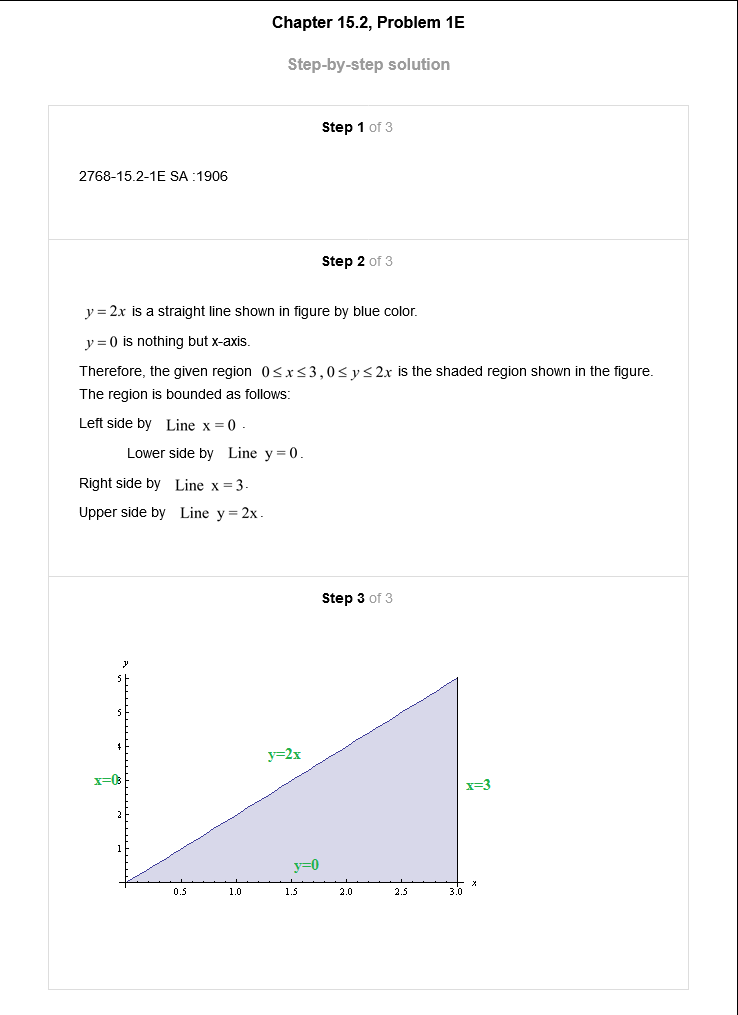 Chapter 15.2, Problem 1E
Step-by-step solution
Step 1 of 3
2768-15.2-1E SA :1906
Step 2 of 3
y = 2x is a straight line shown in figure by blue color.
y = 0 is nothing but x-axis.
Therefore, the given region 0 ≤ x ≤ 3 , 0 ≤ y ≤ 2x is the shaded region shown in the figure.
The region is bounded as follows:
Left side by Line x = 0 .
Lower side by Line y = 0 .
Right side by Line x = 3 .
Upper side by Line y = 2x .
Step 3 of 3
y
5
5
4
y=2x
x=0
3
x=3
2
1
y=0
x
0.5 1.0 1.5 2.0 2.5 3.0